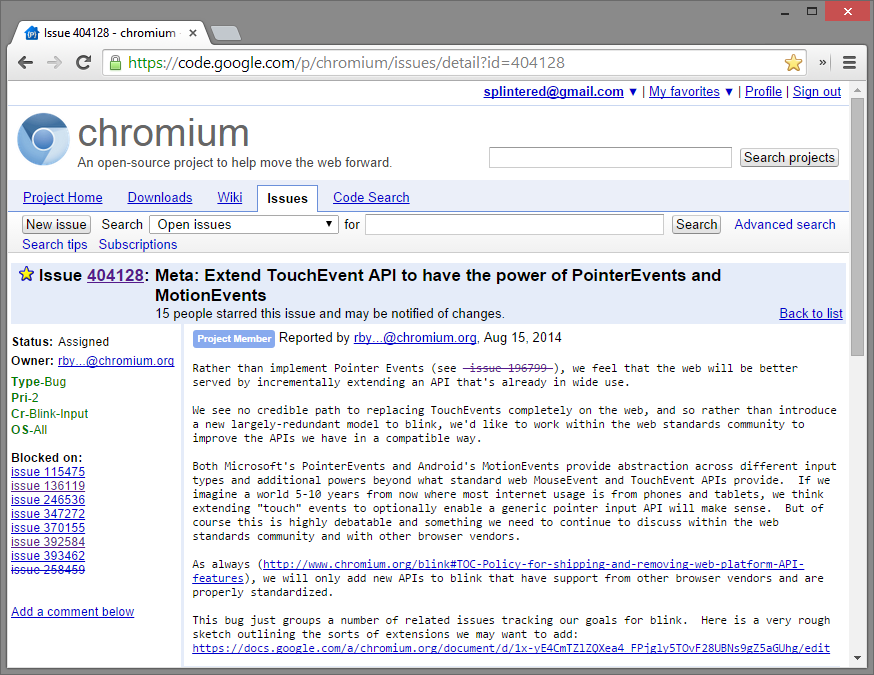 Issue 404128 - chromium
https://code.google.com/p/chromium/issues/detail?id=404128
splintered@gmail.com ▼ | My favorites ▼ | Profile | Sign out
chromium
An open-source project to help move the web forward.
Search projects
Project Home Downloads Wiki Issues Code Search
New issue Search Open issues for Search Advanced search
Search tips Subscriptions
Issue 404128: Meta: Extend TouchEvent API to have the power of PointerEvents and
MotionEvents
15 people starred this issue and may be notified of changes. Back to list
Status: Assigned
Owner: rby...@chromium.org
Type-Bug
Pri-2
Cr-Blink-Input
OS-All
Blocked on:
issue 115475
issue 136119
issue 246536
issue 347272
issue 370155
issue 392584
issue 393462
issue 258459
Add a comment below
Project Member Reported by rby...@chromium.org, Aug 15, 2014
Rather than implement Pointer Events (see issue 196799 ), we feel that the web will be better
served by incrementally extending an API that's already in wide use.
We see no credible path to replacing TouchEvents completely on the web, and so rather than introduce
a new largely-redundant model to blink, we'd like to work within the web standards community to
improve the APIs we have in a compatible way.
Both Microsoft's PointerEvents and Android's MotionEvents provide abstraction across different input
types and additional powers beyond what standard web MouseEvent and TouchEvent APIs provide. If we
imagine a world 5-10 years from now where most internet usage is from phones and tablets, we think
extending "touch" events to optionally enable a generic pointer input API will make sense. But of
course this is highly debatable and something we need to continue to discuss within the web
standards community and with other browser vendors.
As always (http://www.chromium.org/blink#TOC-Policy-for-shipping-and-removing-web-platform-API-
features), we will only add new APIs to blink that have support from other browser vendors and are
properly standardized.
This bug just groups a number of related issues tracking our goals for blink. Here is a very rough
sketch outlining the sorts of extensions we may want to add:
https://docs.google.com/a/chromium.org/document/d/1x-yE4CmTZlZQXea4_FPjgly5TOvF28UBNs9gZ5aGUhg/edit